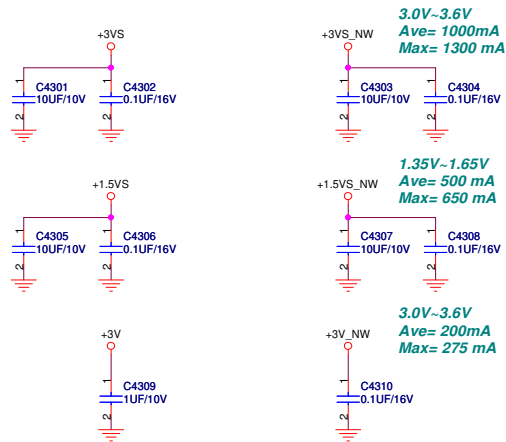 3.0V~3.6V
Ave= 1000mA
Max= 1300 mA
+3VS
+3VS_NW
1
1
1
1
C4301
10UF/10V
C4302
0.1UF/16V
C4303
10UF/10V
C4304
0.1UF/16V
2
2
2
2
1.35V~1.65V
Ave= 500 mA
Max= 650 mA
+1.5VS
+1.5VS_NW
1
1
1
1
C4305
10UF/10V
C4306
0.1UF/16V
C4307
10UF/10V
C4308
0.1UF/16V
2
2
2
2
3.0V~3.6V
Ave= 200mA
Max= 275 mA
+3V
+3V_NW
1
1
C4309
1UF/10V
C4310
0.1UF/16V
2
2